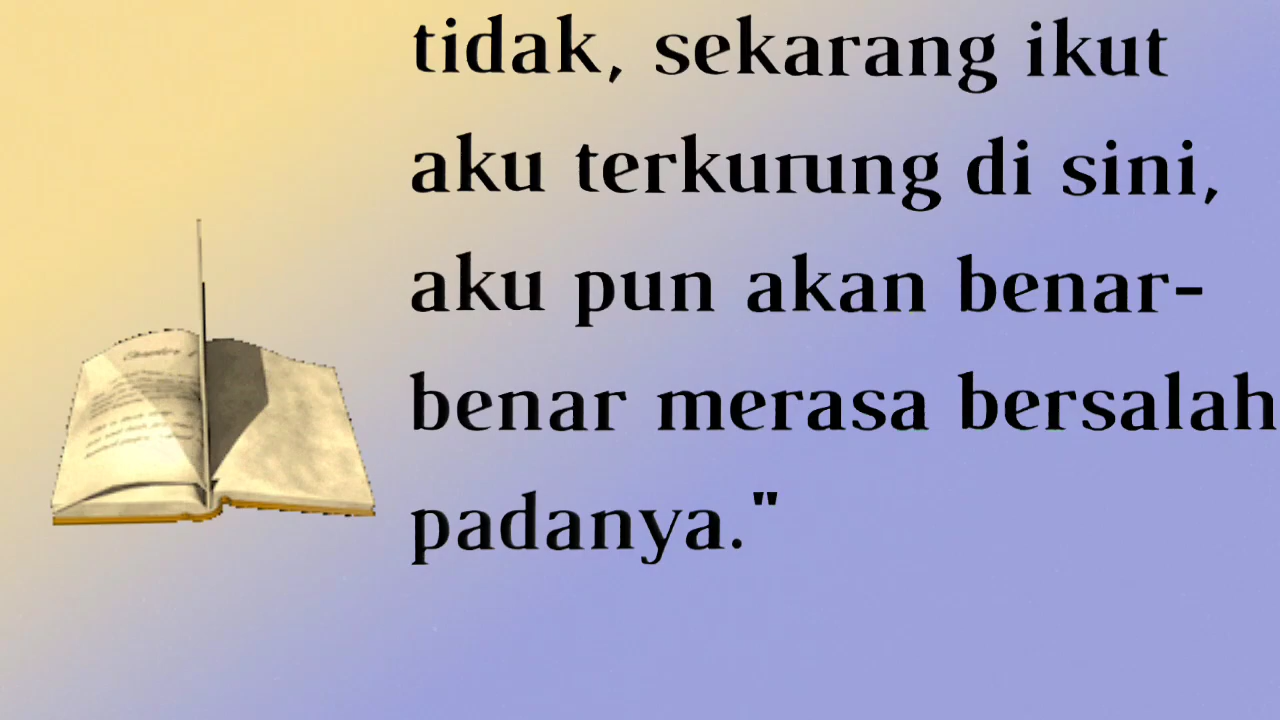 tidak, sekarang ikut
aku terkurung di sini,
aku pun akan benar-
benar merasa bersalah
padanya."